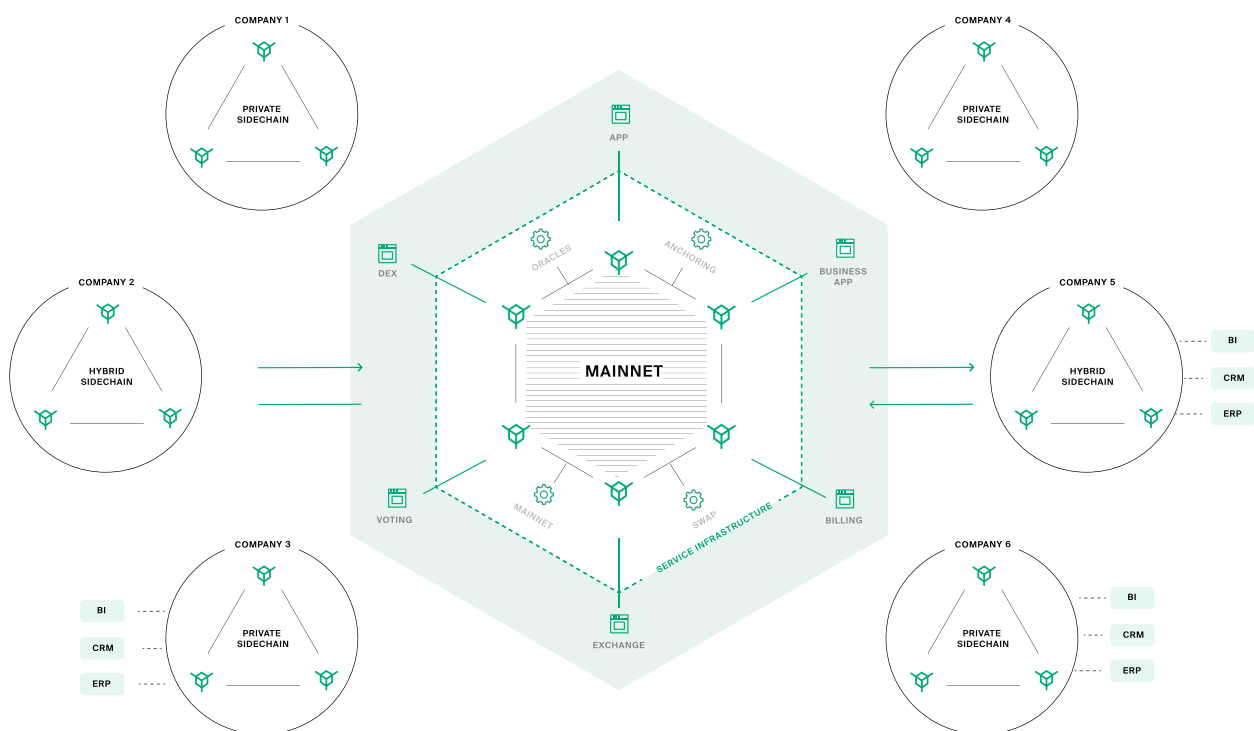 COMPANY 1
PRIVATE
SIDECHAIN
COMPANY 4
PRIVATE
SIDECHAIN
APP
ORACLES
ANCHORING
DEX
BUSINESS
APP
COMPANY 2
HYBRID
SIDECHAIN
MAINNET
COMPANY 5
HYBRID
SIDECHAIN
BI
CRM
ERP
MAINNET
SWAP
SERVICE INFRASTRUCTURE
VOTING
BILLING
EXCHANGE
COMPANY 3
PRIVATE
SIDECHAIN
BI
CRM
ERP
COMPANY 6
PRIVATE
SIDECHAIN
BI
CRM
ERP